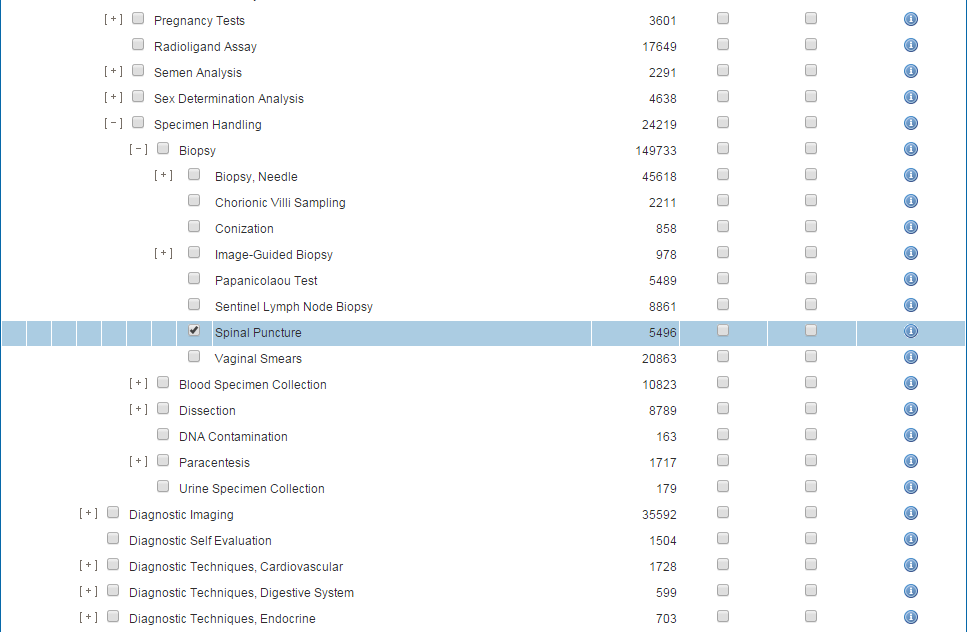 [+] Pregnancy Tests 3601
Radioligand Assay 17649
[+] Semen Analysis 2291
[+] Sex Determination Analysis 4638
[-] Specimen Handling 24219
[-] Biopsy 149733
[+] Biopsy, Needle 45618
Chorionic Villi Sampling 2211
Conization 858
[+] Image-Guided Biopsy 978
Papanicolaou Test 5489
Sentinel Lymph Node Biopsy 8861
Spinal Puncture 5496
Vaginal Smears 20863
[+] Blood Specimen Collection 10823
[+] Dissection 8789
DNA Contamination 163
[+] Paracentesis 1717
Urine Specimen Collection 179
[+] Diagnostic Imaging 35592
Diagnostic Self Evaluation 1504
[+] Diagnostic Techniques, Cardiovascular 1728
[+] Diagnostic Techniques, Digestive System 599
[+] Diagnostic Techniques, Endocrine 703